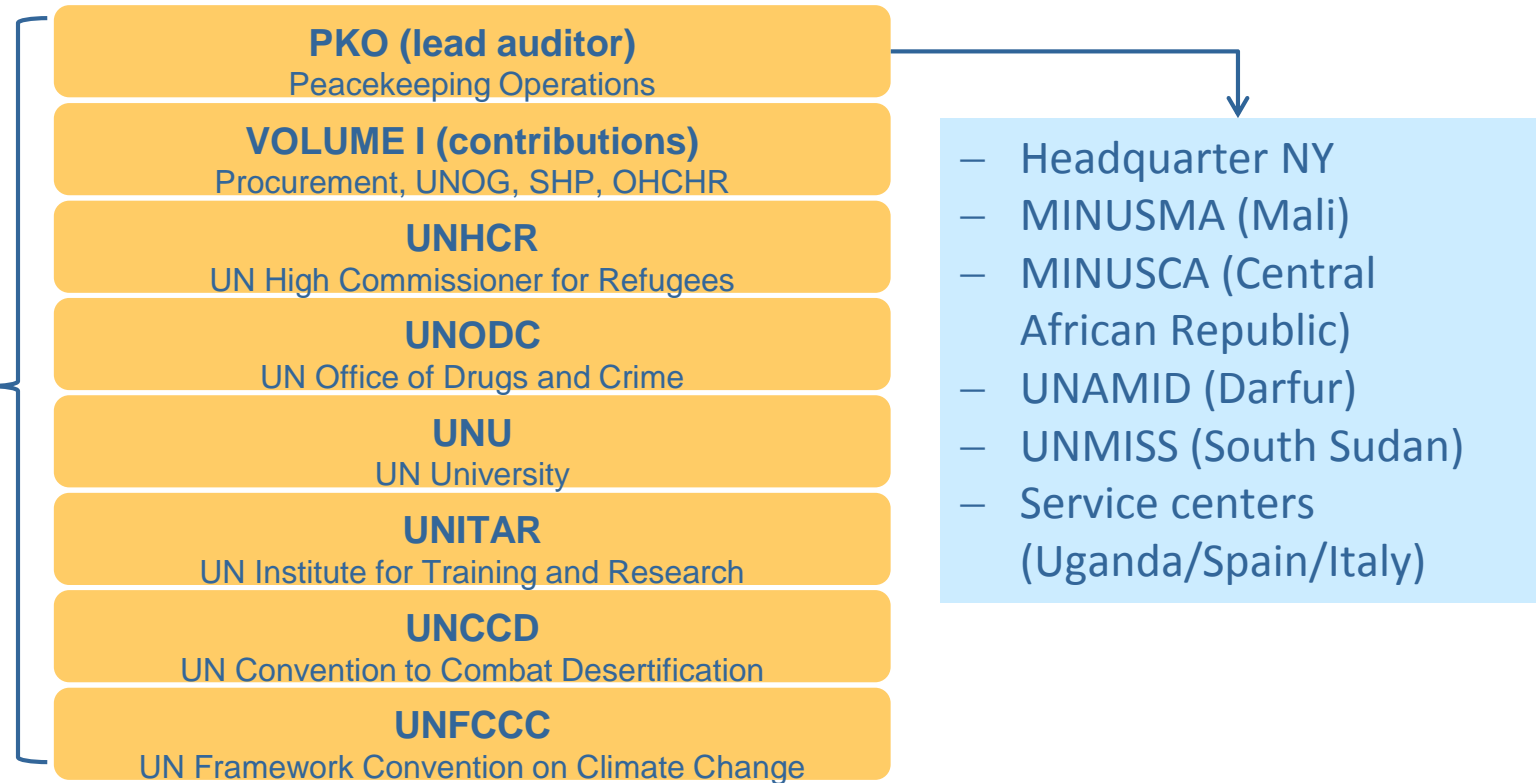 PKO (lead auditor)
Peacekeeping Operations
VOLUME I (contributions)
Procurement, UNOG, SHP, OHCHR
UNHCR
UN High Commissioner for Refugees
UNODC
UN Office of Drugs and Crime
UNU
UN University
UNITAR
UN Institute for Training and Research
UNCCD
UN Convention to Combat Desertification
UNFCCC
UN Framework Convention on Climate Change
– Headquarter NY
– MINUSMA (Mali)
– MINUSCA (Central
African Republic)
– UNAMID (Darfur)
– UNMISS (South Sudan)
– Service centers
(Uganda/Spain/Italy)